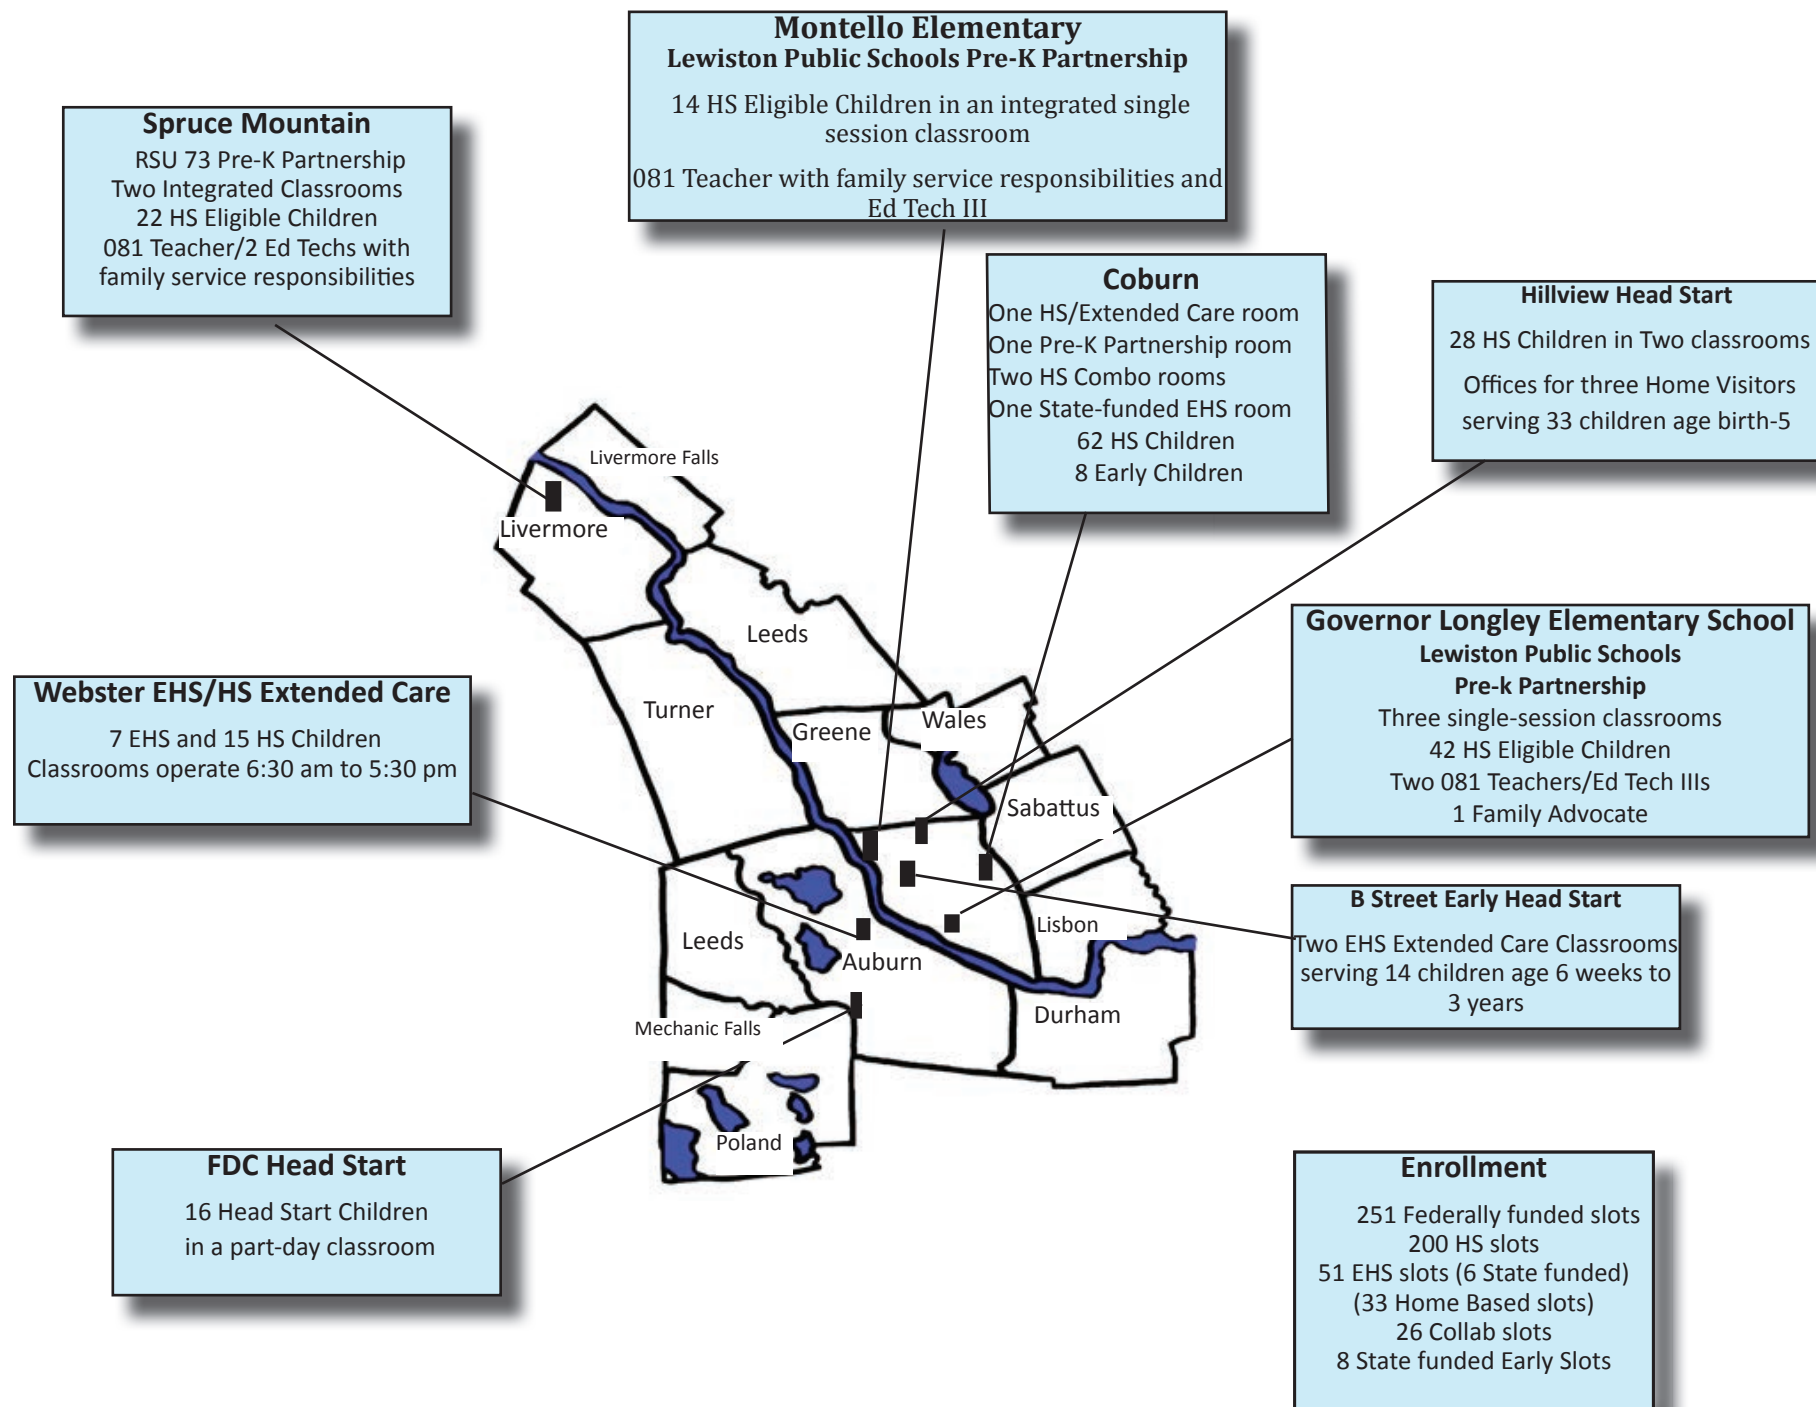 Montello Elementary
Lewiston Public Schools Pre-K Partnership
14 HS Eligible Children in an integrated single
session classroom
081 Teacher with family service responsibilities and
Ed Tech III
Spruce Mountain
RSU 73 Pre-K Partnership
Two Integrated Classrooms
22 HS Eligible Children
081 Teacher/2 Ed Techs with
family service responsibilities
Coburn
One HS/Extended Care room
One Pre-K Partnership room
Two HS Combo rooms
One State-funded EHS room
62 HS Children
8 Early Children
Hillview Head Start
28 HS Children in Two classrooms
Offices for three Home Visitors
serving 33 children age birth-5
Livermore Falls
Livermore
Leeds
Turner
Greene
Wales
Sabattus
Leeds
Auburn
Lisbon
Durham
Mechanic Falls
Poland
Governor Longley Elementary School
Lewiston Public Schools
Pre-k Partnership
Three single-session classrooms
42 HS Eligible Children
Two 081 Teachers/Ed Tech IIIs
1 Family Advocate
Webster EHS/HS Extended Care
7 EHS and 15 HS Children
Classrooms operate 6:30 am to 5:30 pm
B Street Early Head Start
Two EHS Extended Care Classrooms
serving 14 children age 6 weeks to
3 years
FDC Head Start
16 Head Start Children
in a part-day classroom
Enrollment
251 Federally funded slots
200 HS slots
51 EHS slots (6 State funded)
(33 Home Based slots)
26 Collab slots
8 State funded Early Slots